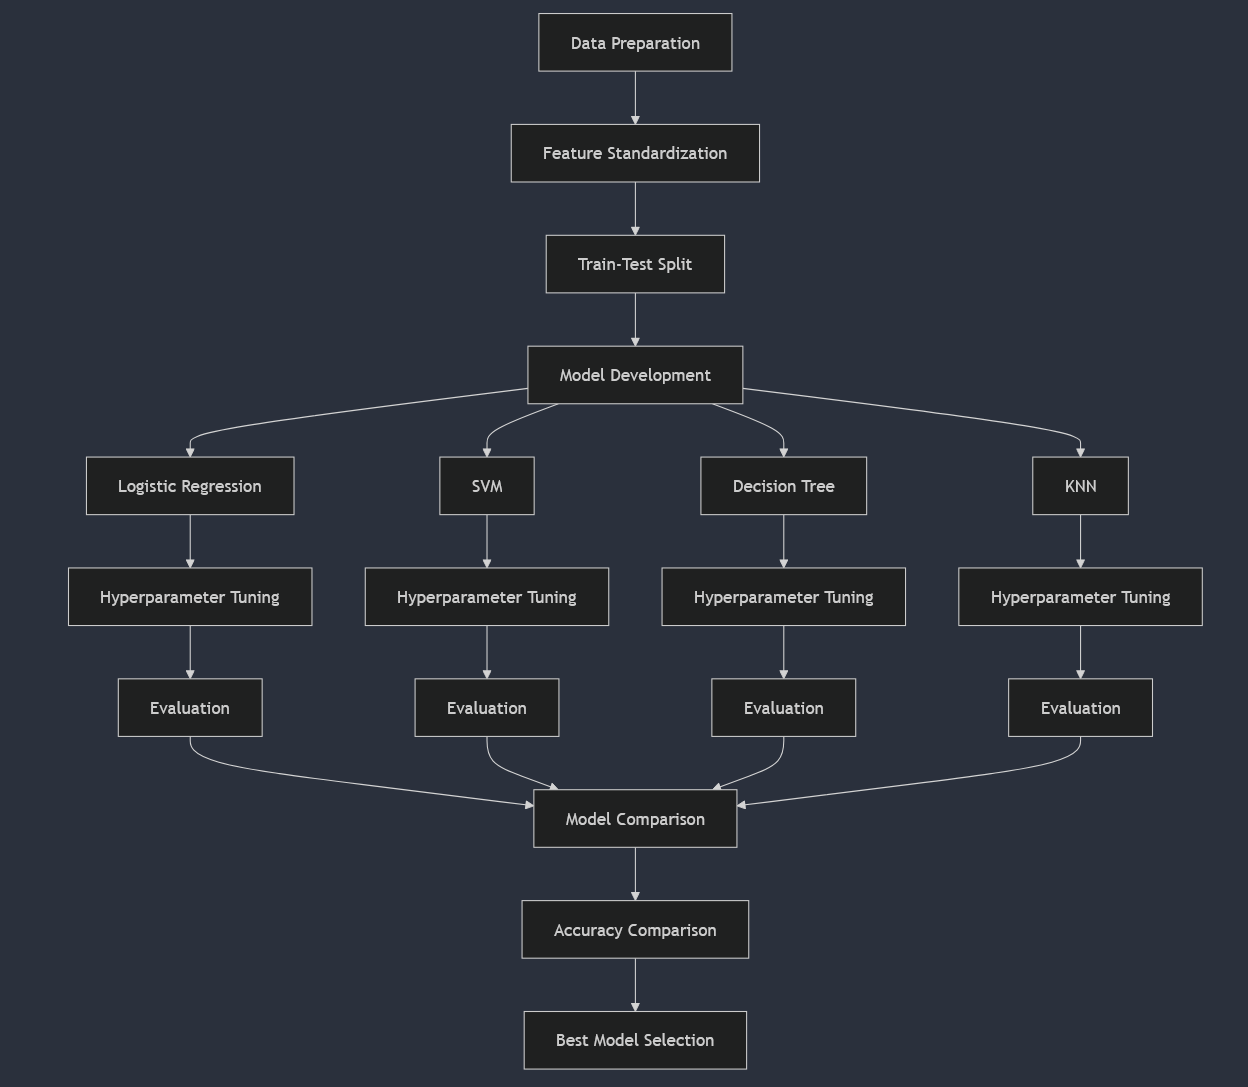 Data Preparation
Feature Standardization
Train-Test Split
Model Development
Logistic Regression
SVM
Decision Tree
KNN
Hyperparameter Tuning
Hyperparameter Tuning
Hyperparameter Tuning
Hyperparameter Tuning
Evaluation
Evaluation
Evaluation
Evaluation
Model Comparison
Accuracy Comparison
Best Model Selection